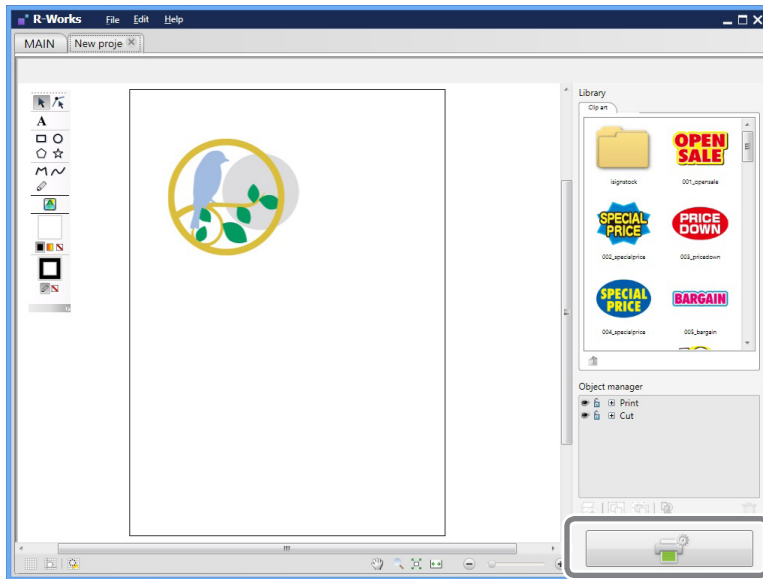 R-Works File Edit Help
MAIN New proje
Library
Clip art
OPEN
SALE
isignstock 001_opensale
SPECIAL
PRICE
PRICE
DOWN
002_specialprice 003_pricedown
SPECIAL
PRICE
BARGAIN
004_specialprice 005_bargain
A
Object manager
Print
Cut